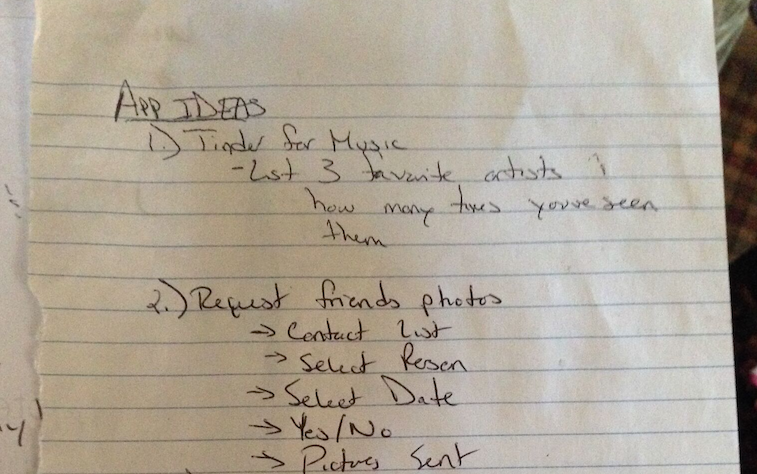 APP IDEAS
1.) Tinder for Music
- List 3 favorite artists &
how many times you've seen
them
2.) Request friends photos
→ Contact List
→ Select Person
→ Select Date
→ Yes/No
→ Pictures Sent